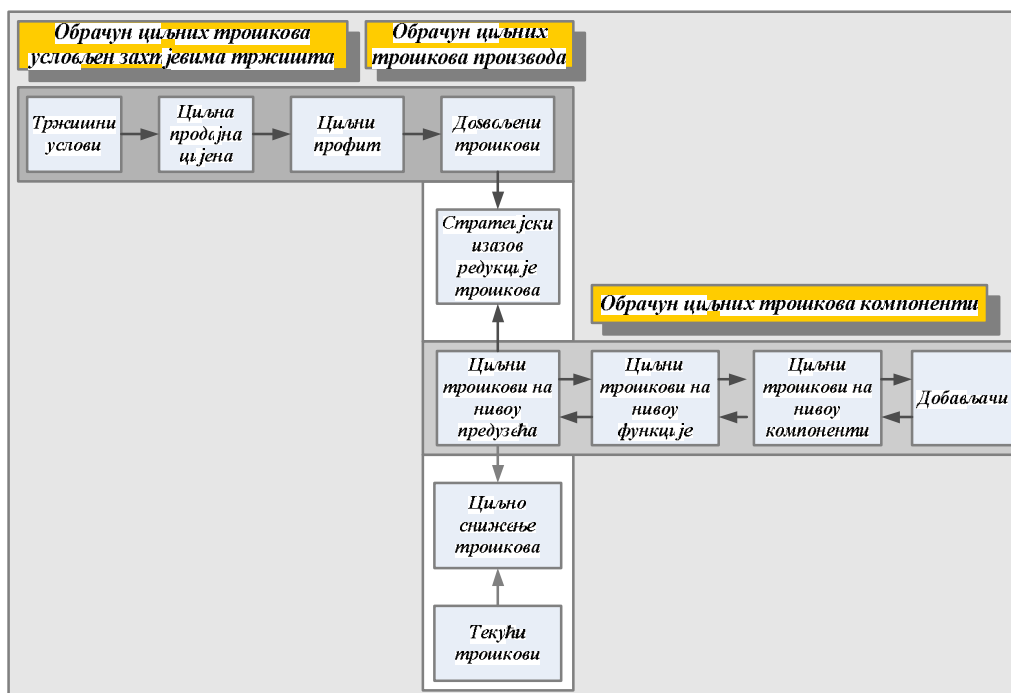 Обрачун циљних трошкова
условљен захтјевима тржишта
Обрачун циљних
трошкова производа
Тржишни
услови
Циљна
продајна
цијена
Циљни
профит
Дозвољени
трошкови
Стратегијски
изазов
редукције
трошкова
Обрачун циљних трошкова компоненти
Циљни
трошкови на
нивоу
предузећа
Циљни
трошкови на
нивоу
функције
Циљни
трошкови на
нивоу
компоненти
Добављачи
Циљно
снижење
трошкова
Текући
трошкови